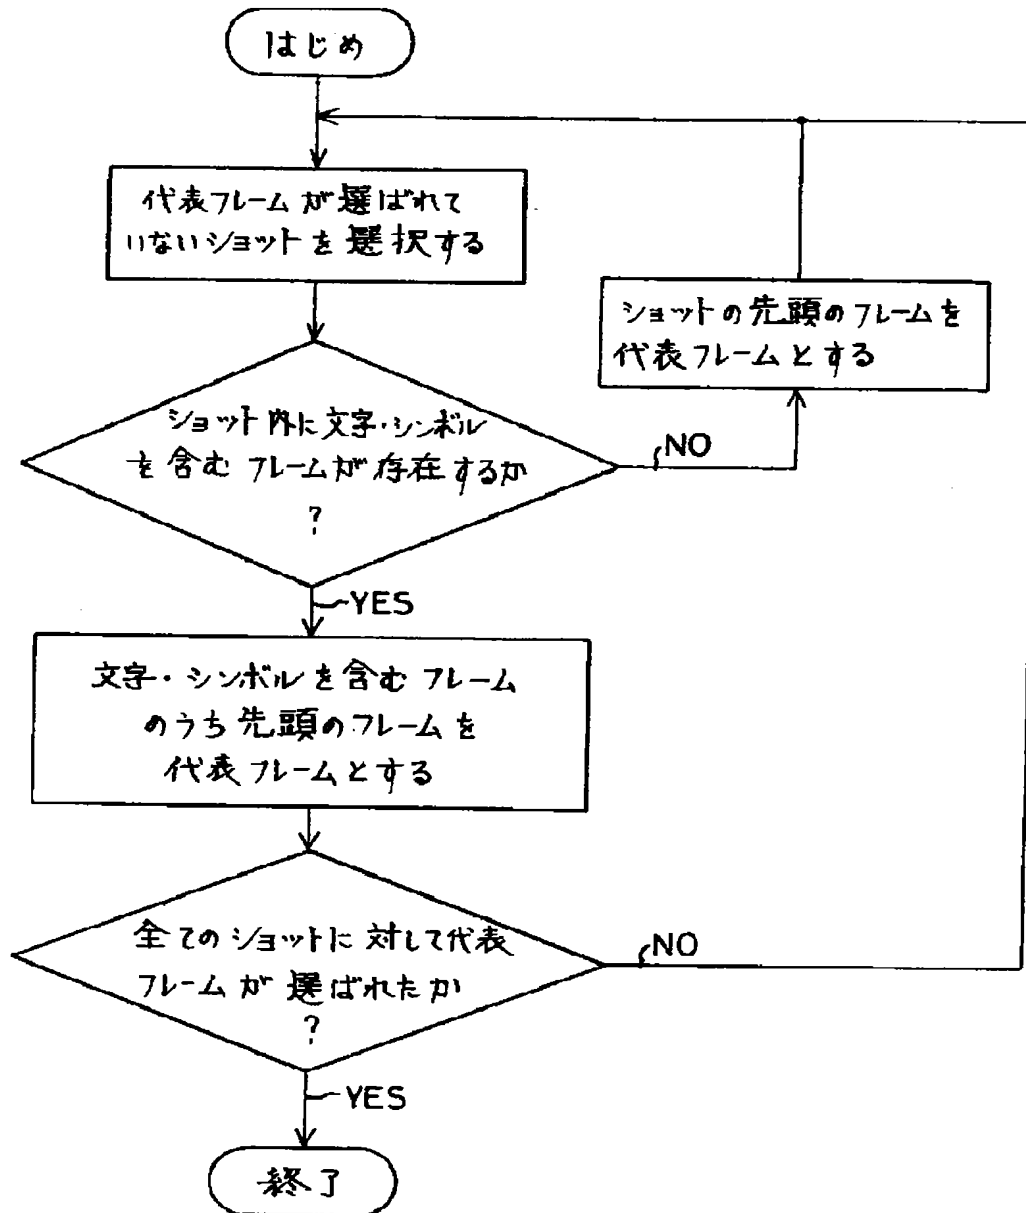 はじめ
代表フレームが選ばれて
いないショットを選択する
ショットの先頭のフレームを
代表フレームとする
ショット内に文字・シンボル
を含むフレームが存在するか
?
NO
YES
文字・シンボルを含むフレーム
のうち先頭のフレームを
代表フレームとする
全てのショットに対して代表
フレームが選ばれたか
?
NO
YES
終了